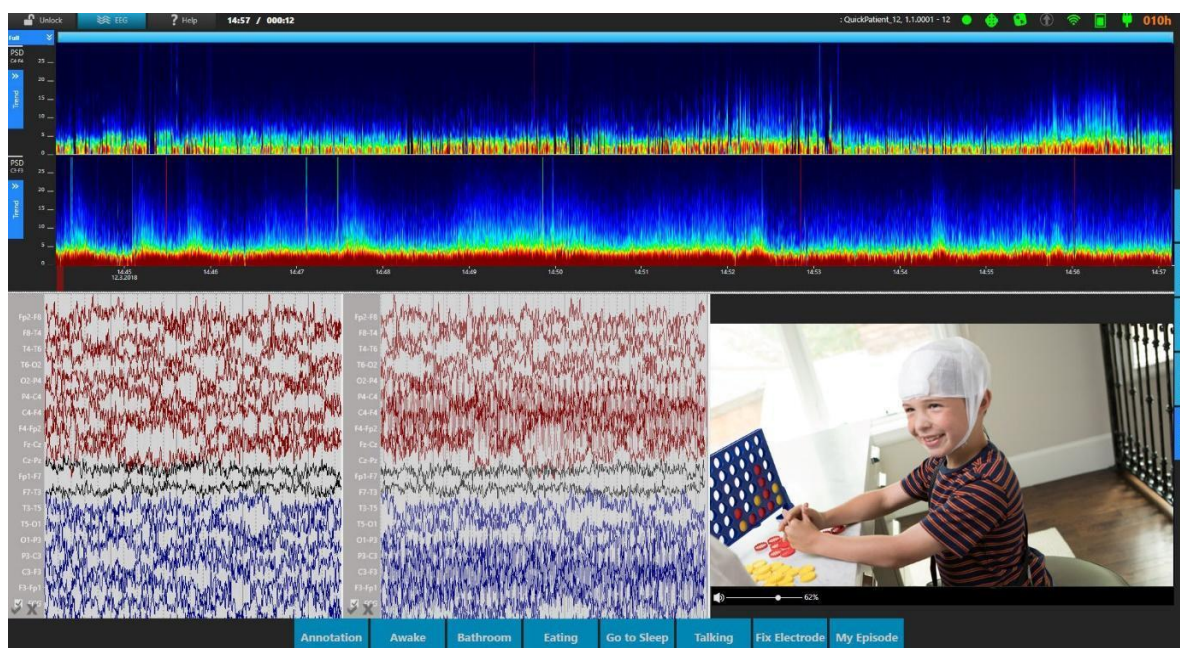 Unlock EEG Help 14:57 / 000:12 : QuickPatient_12, 1.1.0001 - 12 010h
Full
PSD
C4-P4
Trend
25
20
15
10
5
0
PSD
C3-P3
Trend
25
20
15
10
5
0
14:45 14:46 14:47 14:48 14:49 14:50 14:51 14:52 14:53 14:54 14:55 14:56 14:57
12.3.2018
Fp2-F8
F8-T4
T4-T6
T6-O2
O2-P4
P4-C4
C4-F4
F4-Fp2
Fz-Cz
Cz-Pz
Fp1-F7
F7-T3
T3-T5
T5-O1
O1-P3
P3-C3
C3-F3
F3-Fp1
Fp2-F8
F8-T4
T4-T6
T6-O2
O2-P4
P4-C4
C4-F4
F4-Fp2
Fz-Cz
Cz-Pz
Fp1-F7
F7-T3
T3-T5
T5-O1
O1-P3
P3-C3
C3-F3
F3-Fp1
62%
Annotation Awake Bathroom Eating Go to Sleep Talking Fix Electrode My Episode